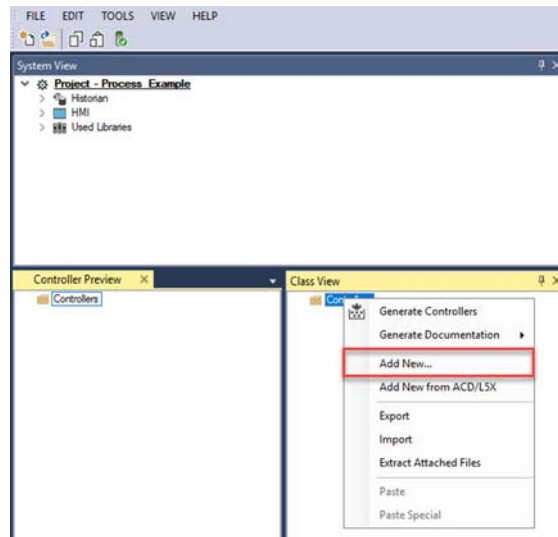 FILE EDIT TOOLS VIEW HELP
System View
Project - Process_Example
Historian
HMI
Used Libraries
Controller Preview
Controllers
Class View
Generate Controllers
Generate Documentation
Add New...
Add New from ACD/L5X
Export
Import
Extract Attached Files
Paste
Paste Special